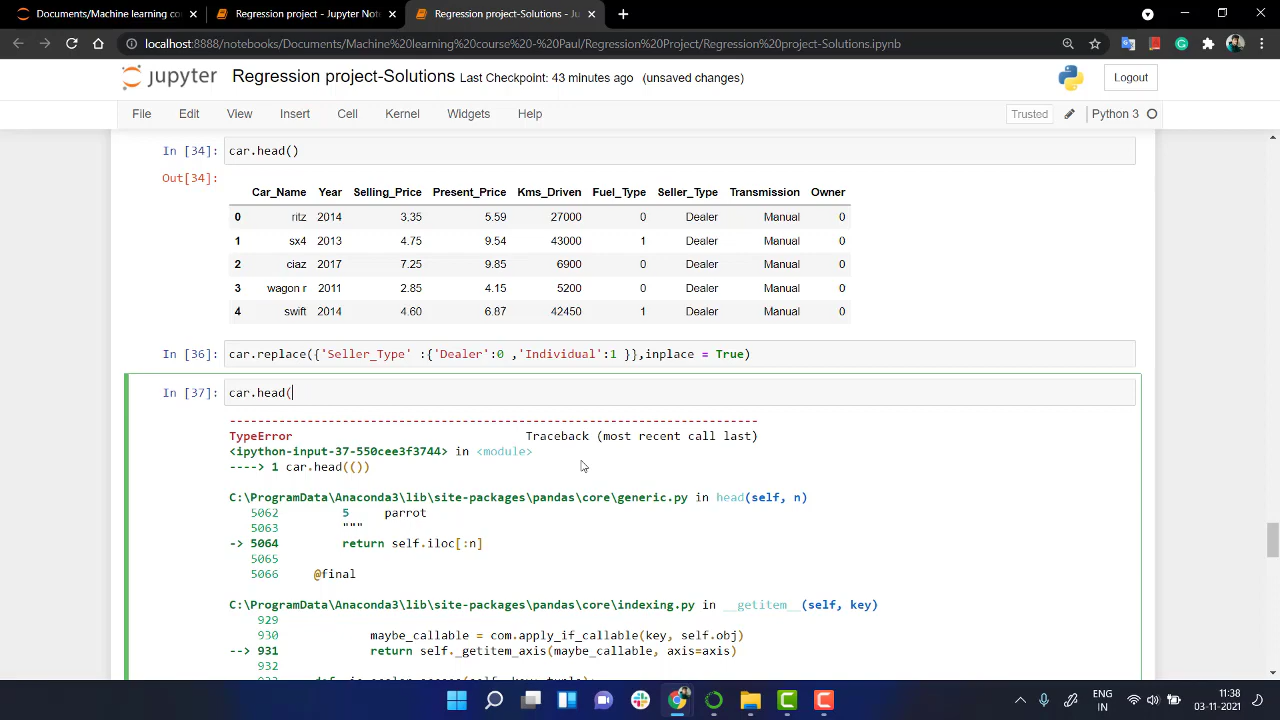 Documents/Machine learning co
Regression project - Jupyter Not
Regression project-Solutions - Ju
localhost:8888/notebooks/Documents/Machine%20learning%20course%20-%20Paul/Regression%20Project/Regression%20project-Solutions.ipynb
jupyter Regression project-Solutions Last Checkpoint: 43 minutes ago (unsaved changes)
Logout
File Edit View Insert Cell Kernel Widgets Help
Trusted
Python 3
In [34]: car.head()
Out[34]:
Car_Name Year Selling_Price Present_Price Kms_Driven Fuel_Type Seller_Type Transmission Owner
0 ritz 2014 3.35 5.59 27000 0 Dealer Manual 0
1 sx4 2013 4.75 9.54 43000 1 Dealer Manual 0
2 ciaz 2017 7.25 9.85 6900 0 Dealer Manual 0
3 wagon r 2011 2.85 4.15 5200 0 Dealer Manual 0
4 swift 2014 4.60 6.87 42450 1 Dealer Manual 0
In [36]: car.replace({'Seller_Type' :{'Dealer':0 ,'Individual':1 }},inplace = True)
In [37]: car.head(
---------------------------------------------------------------------------
TypeError Traceback (most recent call last)
<ipython-input-37-550cee3f3744> in <module>
----> 1 car.head(())
C:\ProgramData\Anaconda3\lib\site-packages\pandas\core\generic.py in head(self, n)
5062 5 parrot
5063 """
-> 5064 return self.iloc[:n]
5065
5066 @final
C:\ProgramData\Anaconda3\lib\site-packages\pandas\core\indexing.py in __getitem__(self, key)
929
930 maybe_callable = com.apply_if_callable(key, self.obj)
--> 931 return self._getitem_axis(maybe_callable, axis=axis)
932
ENG
IN
11:38
03-11-2021